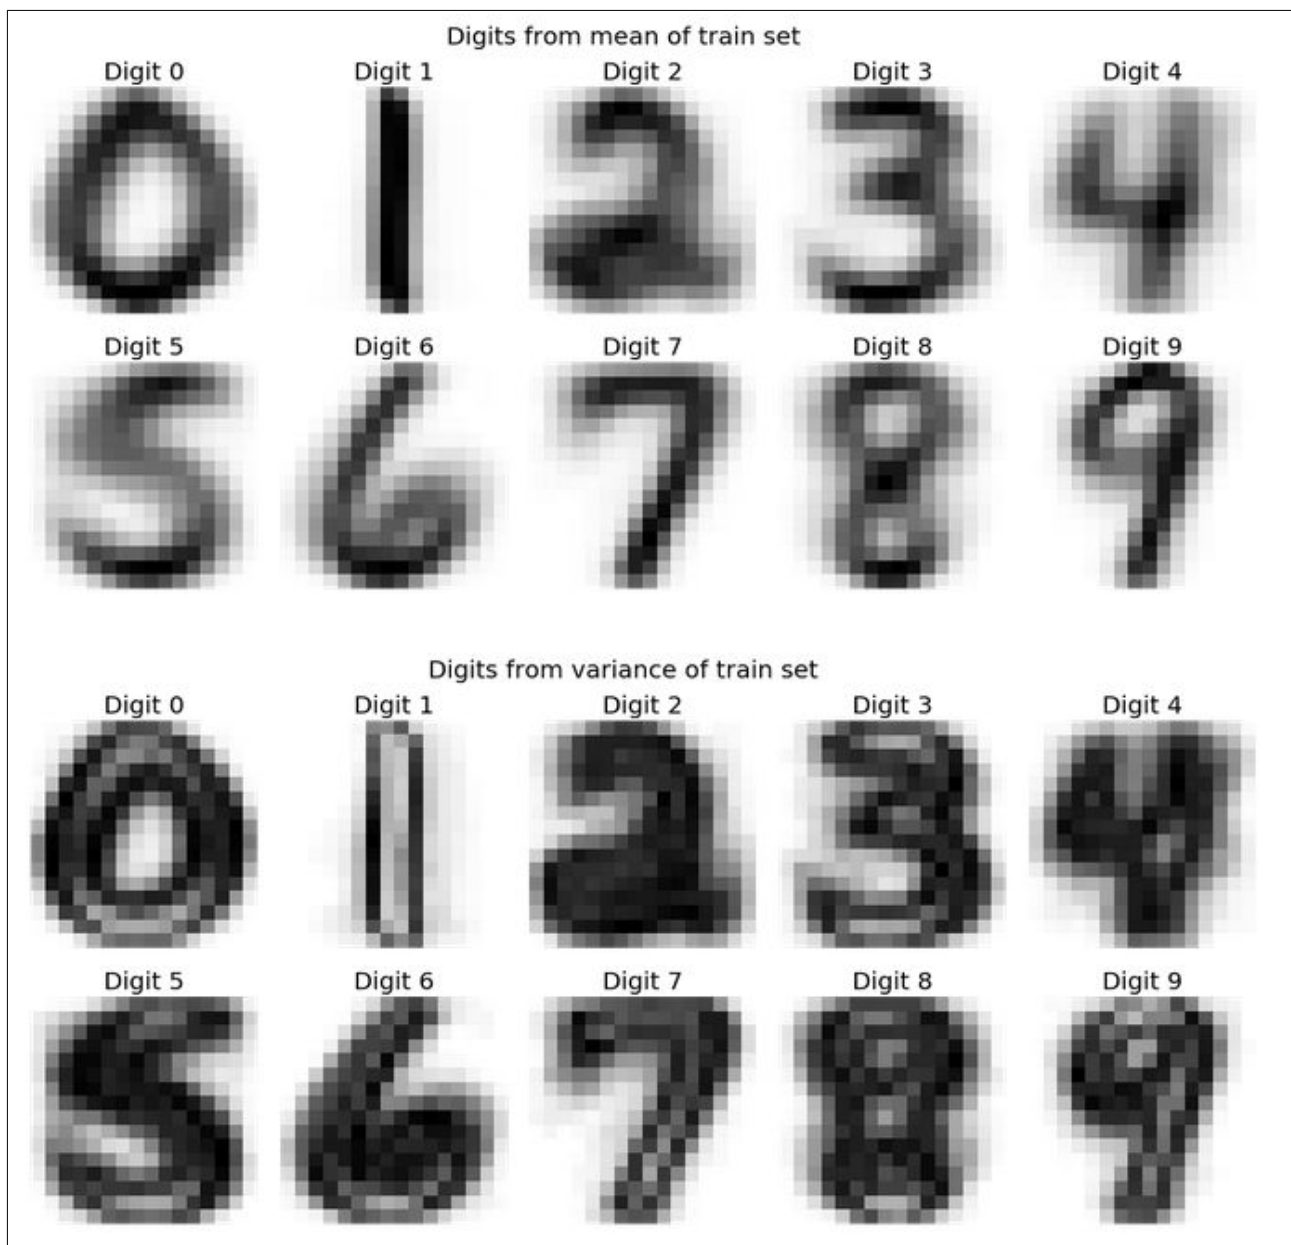 Digits from mean of train set
Digit 0 Digit 1 Digit 2 Digit 3 Digit 4
Digit 5 Digit 6 Digit 7 Digit 8 Digit 9
Digits from variance of train set
Digit 0 Digit 1 Digit 2 Digit 3 Digit 4
Digit 5 Digit 6 Digit 7 Digit 8 Digit 9